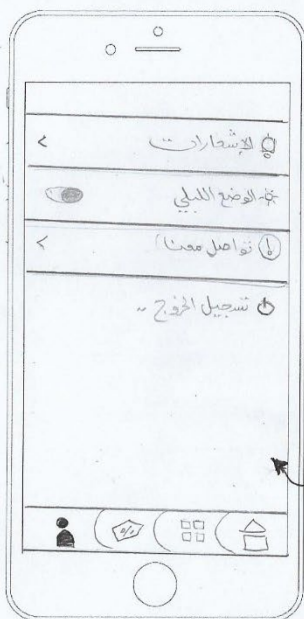 الإشعارات
الوضع الليلي
تواصل معنا
تسجيل الخروج ..